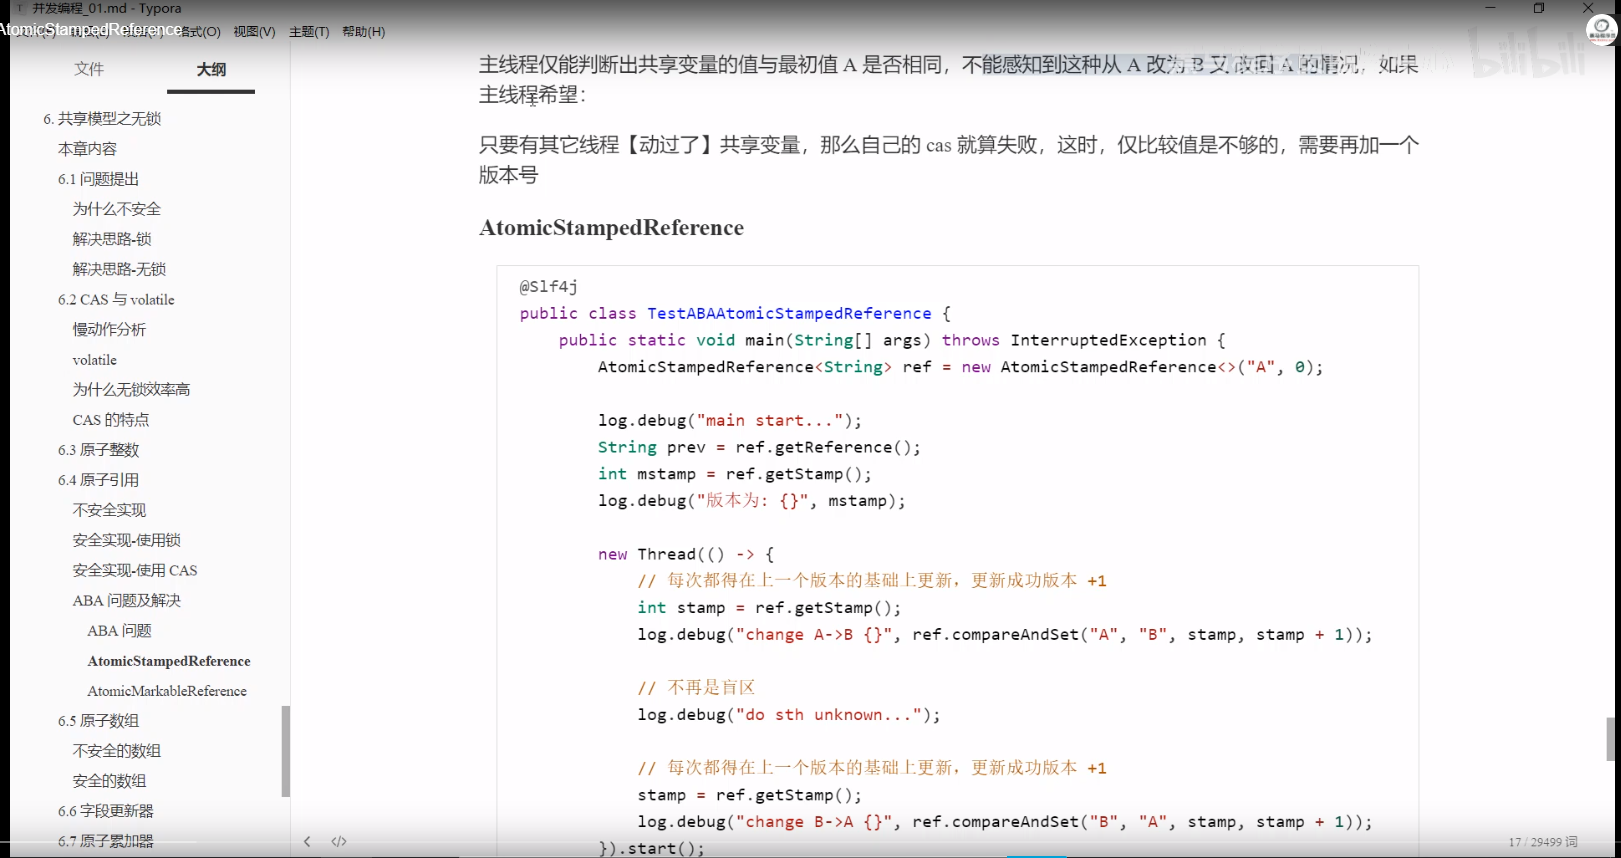 并发编程_01.md - Typora
AtomicStampedReference
格式(O) 视图(V) 主题(T) 帮助(H)
文件 大纲
6. 共享模型之无锁
本章内容
6.1 问题提出
为什么不安全
解决思路-锁
解决思路-无锁
6.2 CAS 与 volatile
慢动作分析
volatile
为什么无锁效率高
CAS 的特点
6.3 原子整数
6.4 原子引用
不安全实现
安全实现-使用锁
安全实现-使用 CAS
ABA 问题及解决
ABA 问题
AtomicStampedReference
AtomicMarkableReference
6.5 原子数组
不安全的数组
安全的数组
6.6 字段更新器
6.7 原子累加器
主线程仅能判断出共享变量的值与最初值 A 是否相同，不能感知到这种从 A 改为 B 又 改回 A 的情况，如果
主线程希望：
只要有其它线程【动过了】共享变量，那么自己的 cas 就算失败，这时，仅比较值是不够的，需要再加一个
版本号
AtomicStampedReference
@Slf4j
public class TestABAAtomicStampedReference {
public static void main(String[] args) throws InterruptedException {
AtomicStampedReference<String> ref = new AtomicStampedReference<>("A", 0);
log.debug("main start...");
String prev = ref.getReference();
int mstamp = ref.getStamp();
log.debug("版本为: {}", mstamp);
new Thread(() -> {
// 每次都得在上一个版本的基础上更新，更新成功版本 +1
int stamp = ref.getStamp();
log.debug("change A->B {}", ref.compareAndSet("A", "B", stamp, stamp + 1));
// 不再是盲区
log.debug("do sth unknown...");
// 每次都得在上一个版本的基础上更新，更新成功版本 +1
stamp = ref.getStamp();
log.debug("change B->A {}", ref.compareAndSet("B", "A", stamp, stamp + 1));
}).start();
17 / 29499 词
bilibili